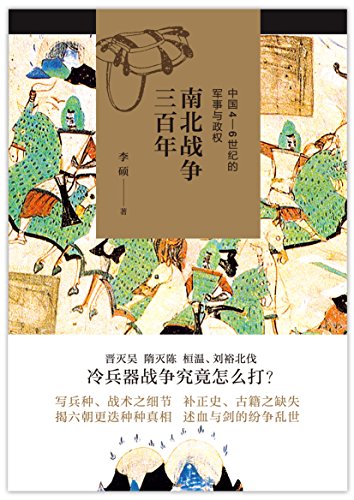 南北战争
三百年
中国4—6世纪的
军事与政权
李硕——著
晋灭吴 隋灭陈 桓温、刘裕北伐
冷兵器战争究竟怎么打？
写兵种、战术之细节 补正史、古籍之缺失
揭六朝更迭种种真相 述血与剑的纷争乱世